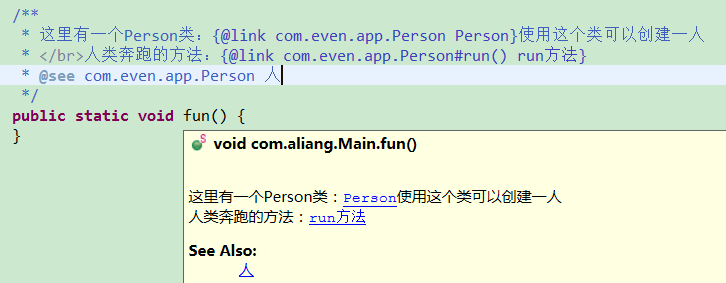 /**
* 这里有一个Person类：{@link com.even.app.Person Person}使用这个类可以创建一人
* </br>人类奔跑的方法：{@link com.even.app.Person#run() run方法}
* @see com.even.app.Person 人
*/
public static void fun() {
}
S
void com.aliang.Main.fun()
这里有一个Person类：Person使用这个类可以创建一人
人类奔跑的方法：run方法
See Also:
人